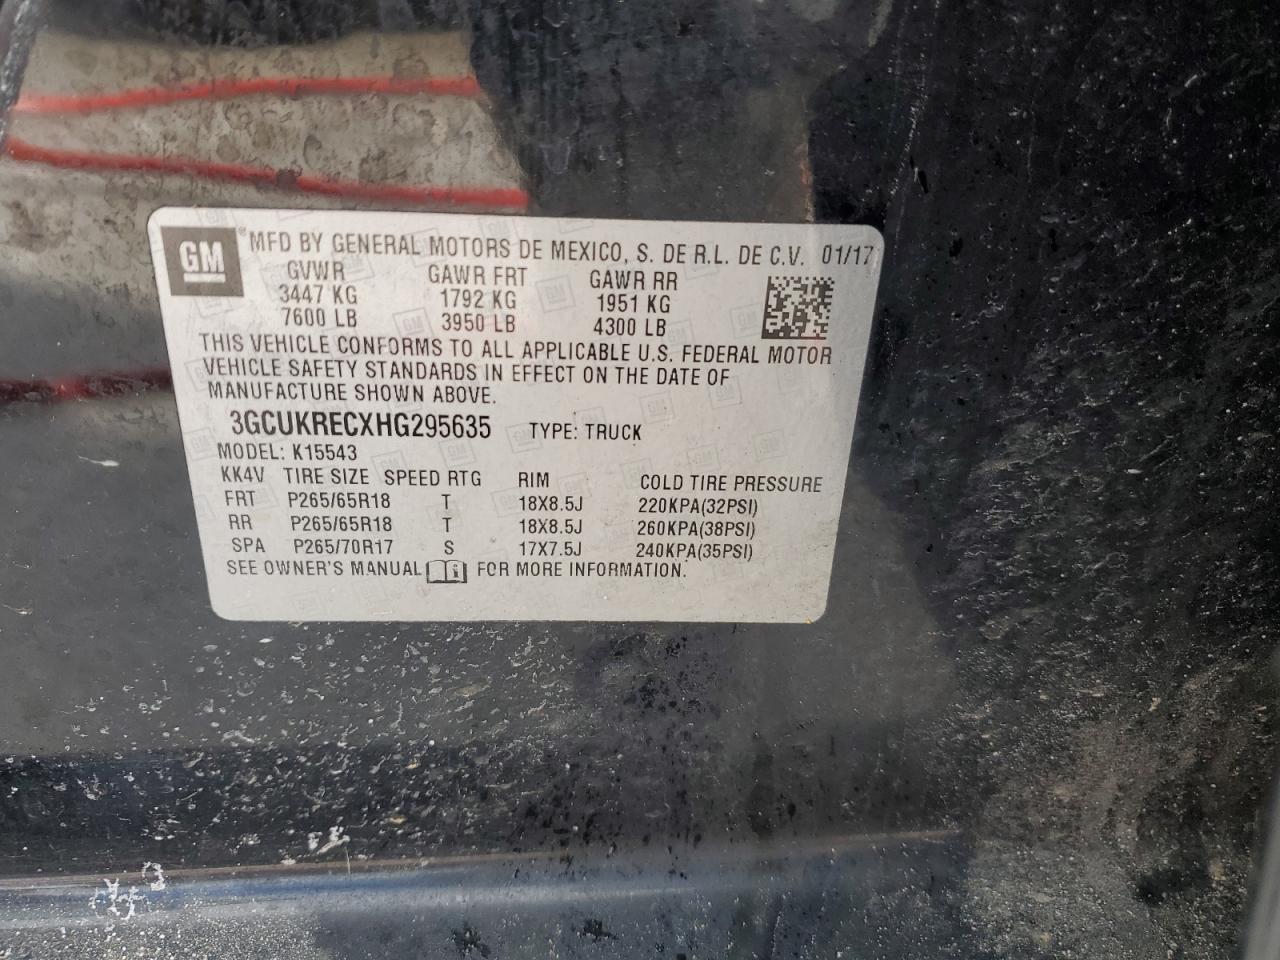 GM ® MFD BY GENERAL MOTORS DE MEXICO, S. DE R.L. DE C.V. 01/17
GVWR GAWR FRT GAWR RR
3447 KG 1792 KG 1951 KG
7600 LB 3950 LB 4300 LB
THIS VEHICLE CONFORMS TO ALL APPLICABLE U.S. FEDERAL MOTOR
VEHICLE SAFETY STANDARDS IN EFFECT ON THE DATE OF
MANUFACTURE SHOWN ABOVE.
3GCUKRECXHG295635 TYPE: TRUCK
MODEL: K15543
KK4V TIRE SIZE SPEED RTG RIM COLD TIRE PRESSURE
FRT P265/65R18 T 18X8.5J 220KPA(32PSI)
RR P265/65R18 T 18X8.5J 260KPA(38PSI)
SPA P265/70R17 S 17X7.5J 240KPA(35PSI)
SEE OWNER'S MANUAL FOR MORE INFORMATION.